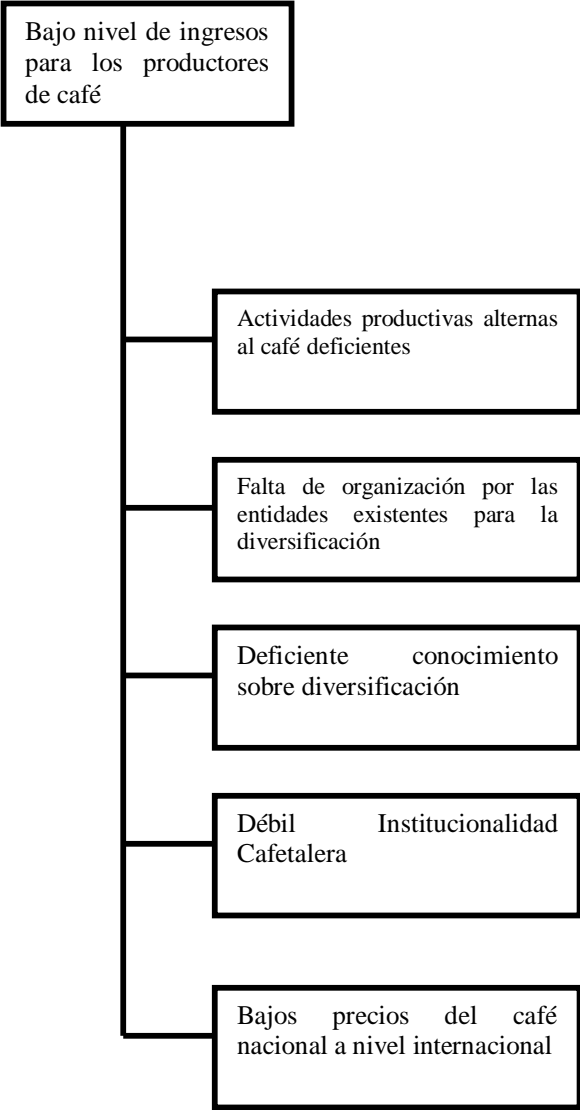 Bajo nivel de ingresos
para los productores
de café
Actividades productivas alternas
al café deficientes
Falta de organización por las
entidades existentes para la
diversificación
Deficiente conocimiento
sobre diversificación
Débil Institucionalidad
Cafetalera
Bajos precios del café
nacional a nivel internacional